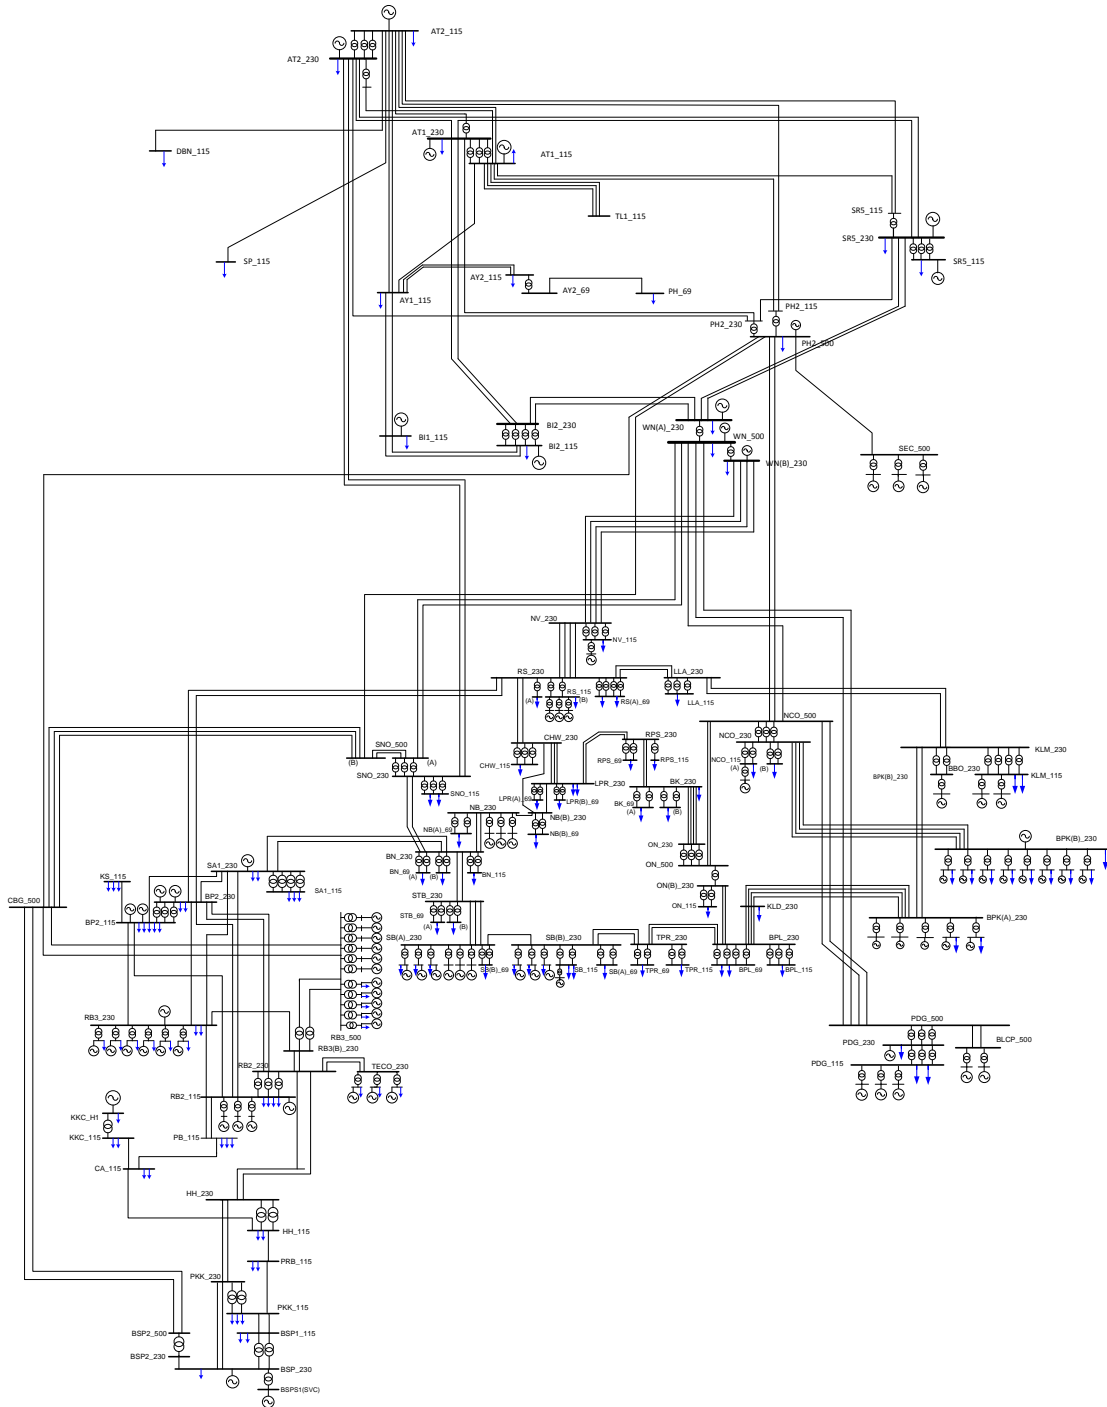 AT2_115
AT2_230
AT1_230
AT1_115
DBN_115
TL1_115
SR5_115
SR5_230
SR5_115
SP_115
AY2_115
AY2_69
PH_69
AY1_115
PH2_115
PH2_230
PH2_500
BI2_230
BI1_115
BI2_115
WN(A)_230
WN_500
WN(B)_230
SEC_500
NV_230
NV_115
RS_230
LLA_230
RS_115
(A)
(B)
RS(A)_69
LLA_115
NCO_500
NCO_230
CHW_230
RPS_230
SNO_500
(B)
(A)
SNO_230
CHW_115
RPS_69
RPS_115
NCO_115
(A)
(B)
KLM_230
BPK(B)_230
BBO_230
KLM_115
LPR_230
BK_230
SNO_115
LPR(A)_69
LPR(B)_69
BK_69
(A)
(B)
NB_230
NB(B)_230
NB(A)_69
NB(B)_69
ON_230
BPK(B)_230
BN_230
ON_500
SA1_230
BN_69
(A)
(B)
BN_115
KS_115
SA1_115
ON(B)_230
CBG_500
BP2_230
STB_230
ON_115
KLD_230
BP2_115
STB_69
(A)
(B)
BPK(A)_230
SB(A)_230
SB(B)_230
TPR_230
BPL_230
SB(B)_69
SB_115
SB(A)_69
TPR_69
TPR_115
BPL_69
BPL_115
RB3_230
RB3_500
RB3(B)_230
PDG_500
PDG_230
BLCP_500
PDG_115
RB2_230
TECO_230
RB2_115
KKC_H1
KKC_115
PB_115
CA_115
HH_230
HH_115
PRB_115
PKK_230
PKK_115
BSP2_500
BSP1_115
BSP2_230
BSP_230
BSPS1(SVC)